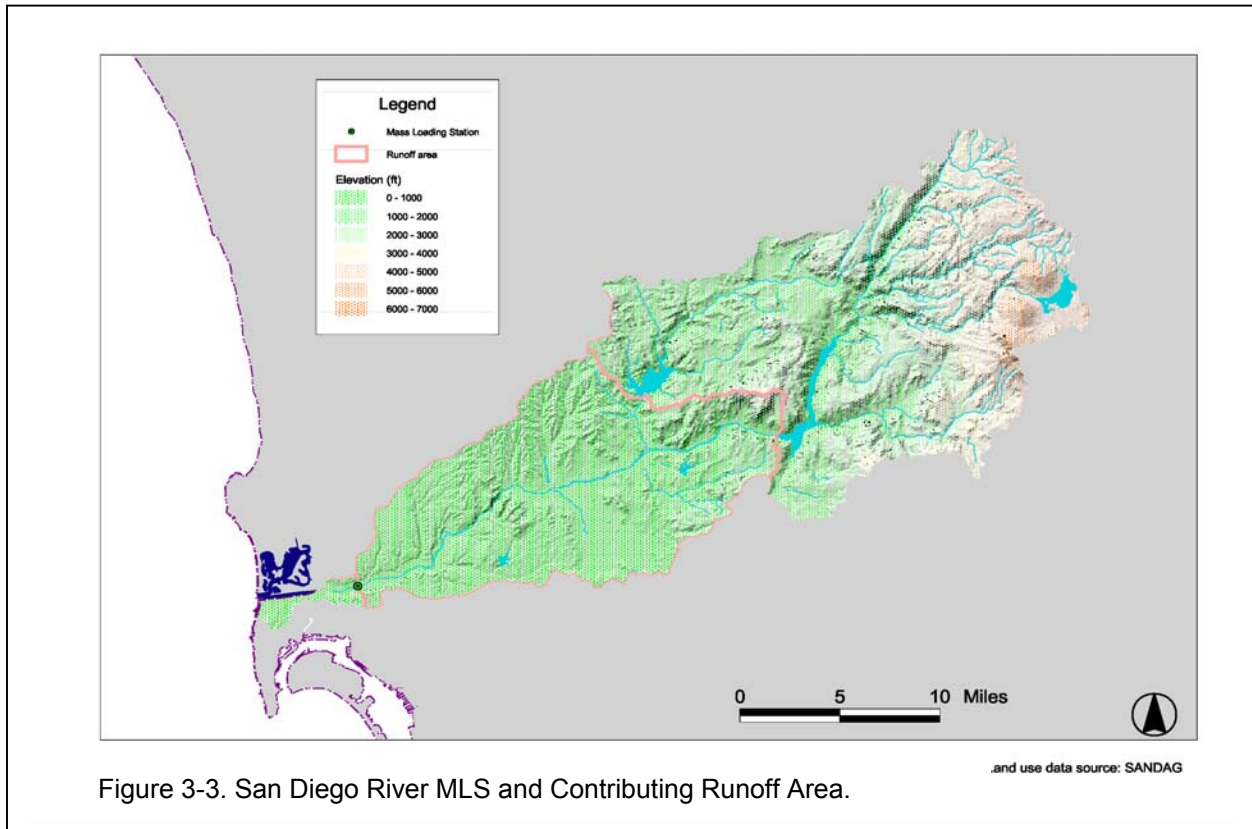 Legend
Mass Loading Station
Runoff area
Elevation (ft)
0 - 1000
1000 - 2000
2000 - 3000
3000 - 4000
4000 - 5000
5000 - 6000
6000 - 7000
0 5 10 Miles
.and use data source: SANDAG
Figure 3-3. San Diego River MLS and Contributing Runoff Area.